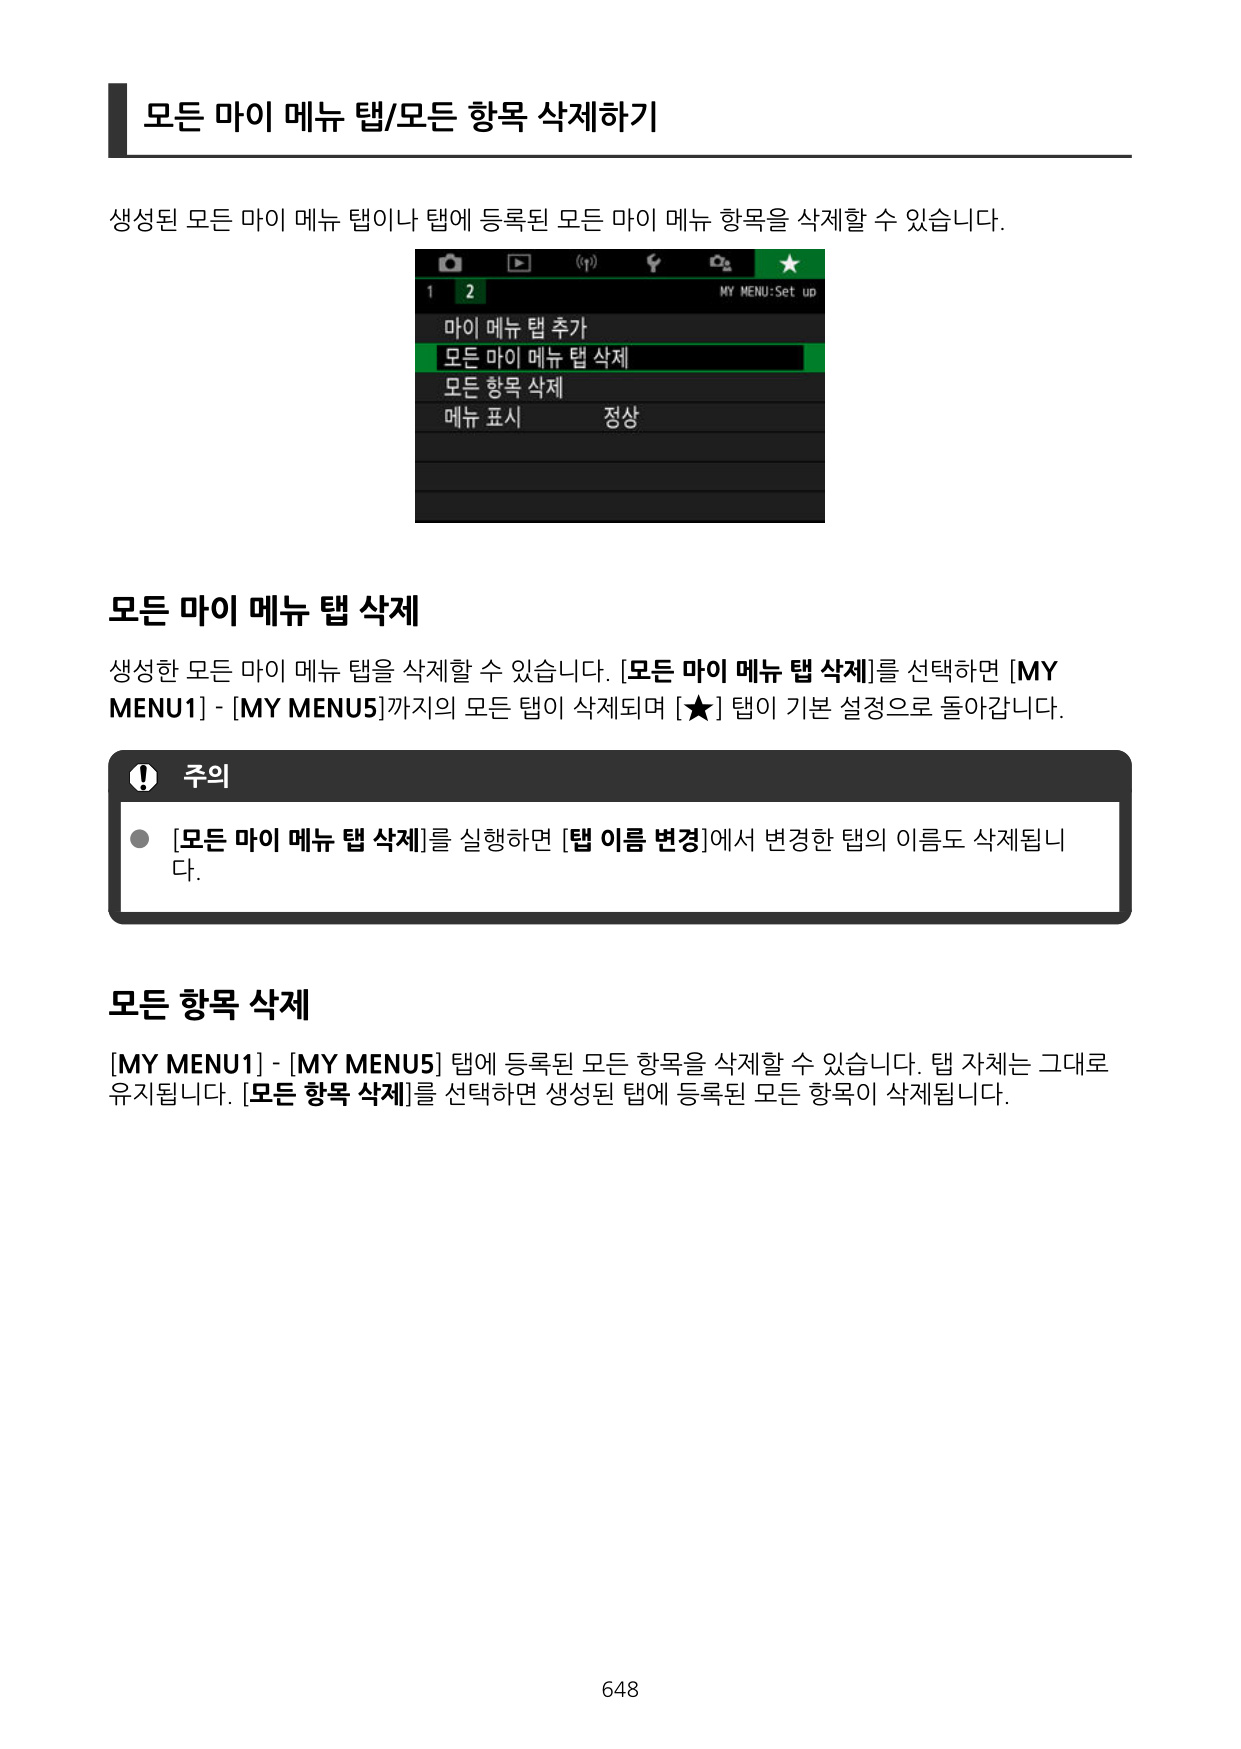 모든 마이 메뉴 탭/모든 항목 삭제하기
생성된 모든 마이 메뉴 탭이나 탭에 등록된 모든 마이 메뉴 항목을 삭제할 수 있습니다.
1 2 MY MENU:Set up
마이 메뉴 탭 추가
모든 마이 메뉴 탭 삭제
모든 항목 삭제
메뉴 표시 정상
모든 마이 메뉴 탭 삭제
생성한 모든 마이 메뉴 탭을 삭제할 수 있습니다. [모든 마이 메뉴 탭 삭제]를 선택하면 [MY
MENU1] - [MY MENU5]까지의 모든 탭이 삭제되며 [★] 탭이 기본 설정으로 돌아갑니다.
주의
● [모든 마이 메뉴 탭 삭제]를 실행하면 [탭 이름 변경]에서 변경한 탭의 이름도 삭제됩니
다.
모든 항목 삭제
[MY MENU1] - [MY MENU5] 탭에 등록된 모든 항목을 삭제할 수 있습니다. 탭 자체는 그대로
유지됩니다. [모든 항목 삭제]를 선택하면 생성된 탭에 등록된 모든 항목이 삭제됩니다.
648